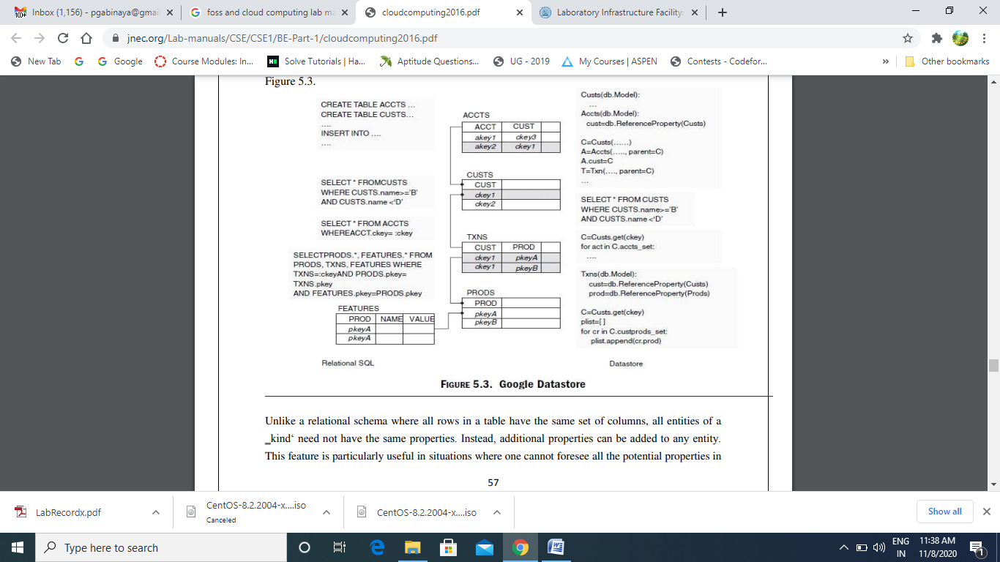 Inbox (1,156) - pgabinaya@gmai
foss and cloud computing lab ma
cloudcomputing2016.pdf
Laboratory Infrastructure Facility
jnec.org/Lab-manuals/CSE/CSE1/BE-Part-1/cloudcomputing2016.pdf
New Tab
Google
Course Modules: In...
Solve Tutorials | Ha...
Aptitude Questions...
UG - 2019
My Courses | ASPEN
Contests - Codefor...
»
Other bookmarks
Figure 5.3.
CREATE TABLE ACCTS ...
CREATE TABLE CUSTS...
....
INSERT INTO ....
....
SELECT * FROMCUSTS
WHERE CUSTS.name>='B'
AND CUSTS.name <'D'
SELECT * FROM ACCTS
WHEREACCT.ckey= :ckey
SELECTPRODS.*, FEATURES.* FROM
PRODS, TXNS, FEATURES WHERE
TXNS=:ckeyAND PRODS.pkey=
TXNS.pkey
AND FEATURES.pkey=PRODS.pkey
FEATURES
PROD NAME VALUE
pkeyA
pkeyA
Relational SQL
ACCTS
ACCT CUST
akey1 ckey3
akey2 ckey1
CUSTS
CUST
ckey1
ckey2
TXNS
CUST PROD
ckey1 pkeyA
ckey1 pkeyB
PRODS
PROD
pkeyA
pkeyB
Custs(db.Model):
...
Accts(db.Model):
cust=db.ReferenceProperty(Custs)
C=Custs(......)
A=Accts(....., parent=C)
A.cust=C
T=Txn(...., parent=C)
...
SELECT * FROM CUSTS
WHERE CUSTS.name>='B'
AND CUSTS.name <'D'
C=Custs.get(ckey)
for act in C.accts_set:
....
Txns(db.Model):
cust=db.ReferenceProperty(Custs)
prod=db.ReferenceProperty(Prods)
C=Custs.get(ckey)
plist=[ ]
for cr in C.custprods_set:
plist.append(cr.prod)
Datastore
FIGURE 5.3. Google Datastore
Unlike a relational schema where all rows in a table have the same set of columns, all entities of a
_kind‘ need not have the same properties. Instead, additional properties can be added to any entity.
This feature is particularly useful in situations where one cannot foresee all the potential properties in
57
LabRecordx.pdf
CentOS-8.2.2004-x....iso
Canceled
CentOS-8.2.2004-x....iso
Show all
Type here to search
ENG
IN
11:38 AM
11/8/2020
1